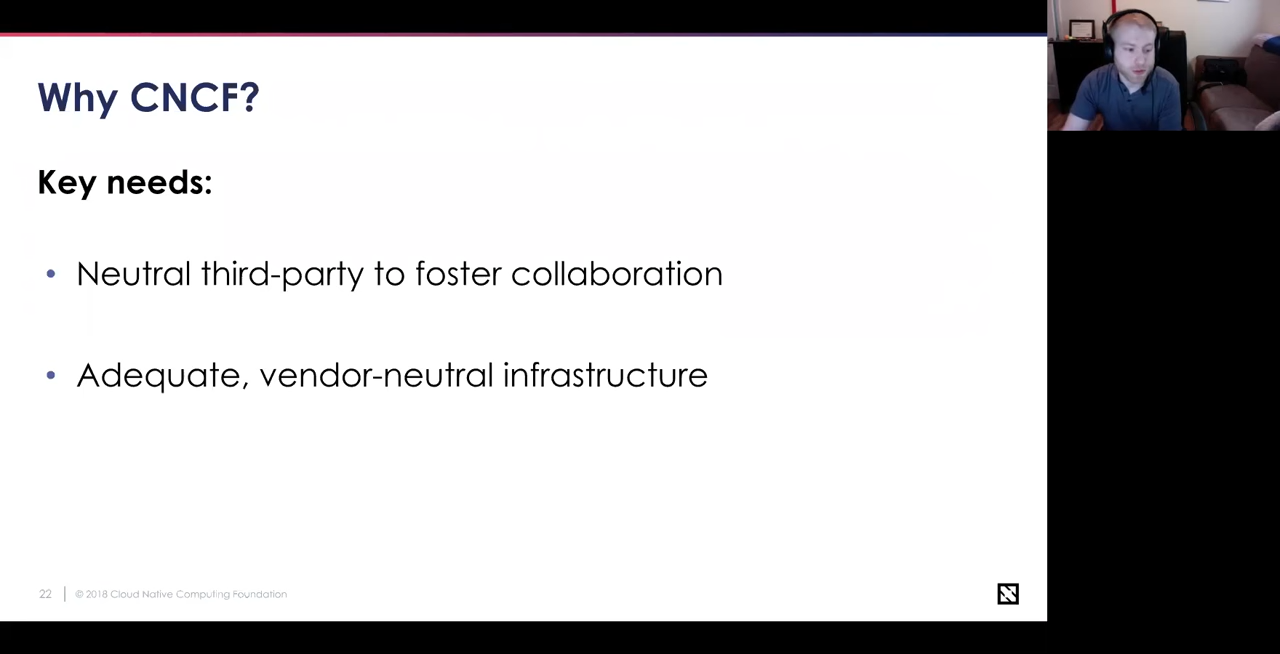 Why CNCF?
Key needs:
• Neutral third-party to foster collaboration
• Adequate, vendor-neutral infrastructure
22 | © 2018 Cloud Native Computing Foundation